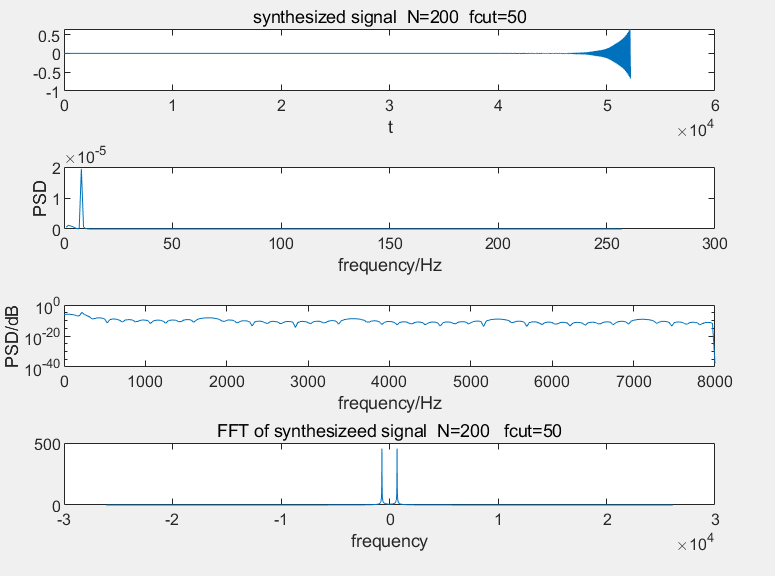 synthesized signal N=200 fcut=50
0.5
0
-0.5
-1
0 1 2 3 4 5 6
t
×10^4
×10^-5
2
1
0
PSD
0 50 100 150 200 250 300
frequency/Hz
10^0
10^-20
10^-40
PSD/dB
0 1000 2000 3000 4000 5000 6000 7000 8000
frequency/Hz
FFT of synthesizeed signal N=200 fcut=50
500
0
-3 -2 -1 0 1 2 3
frequency
×10^4